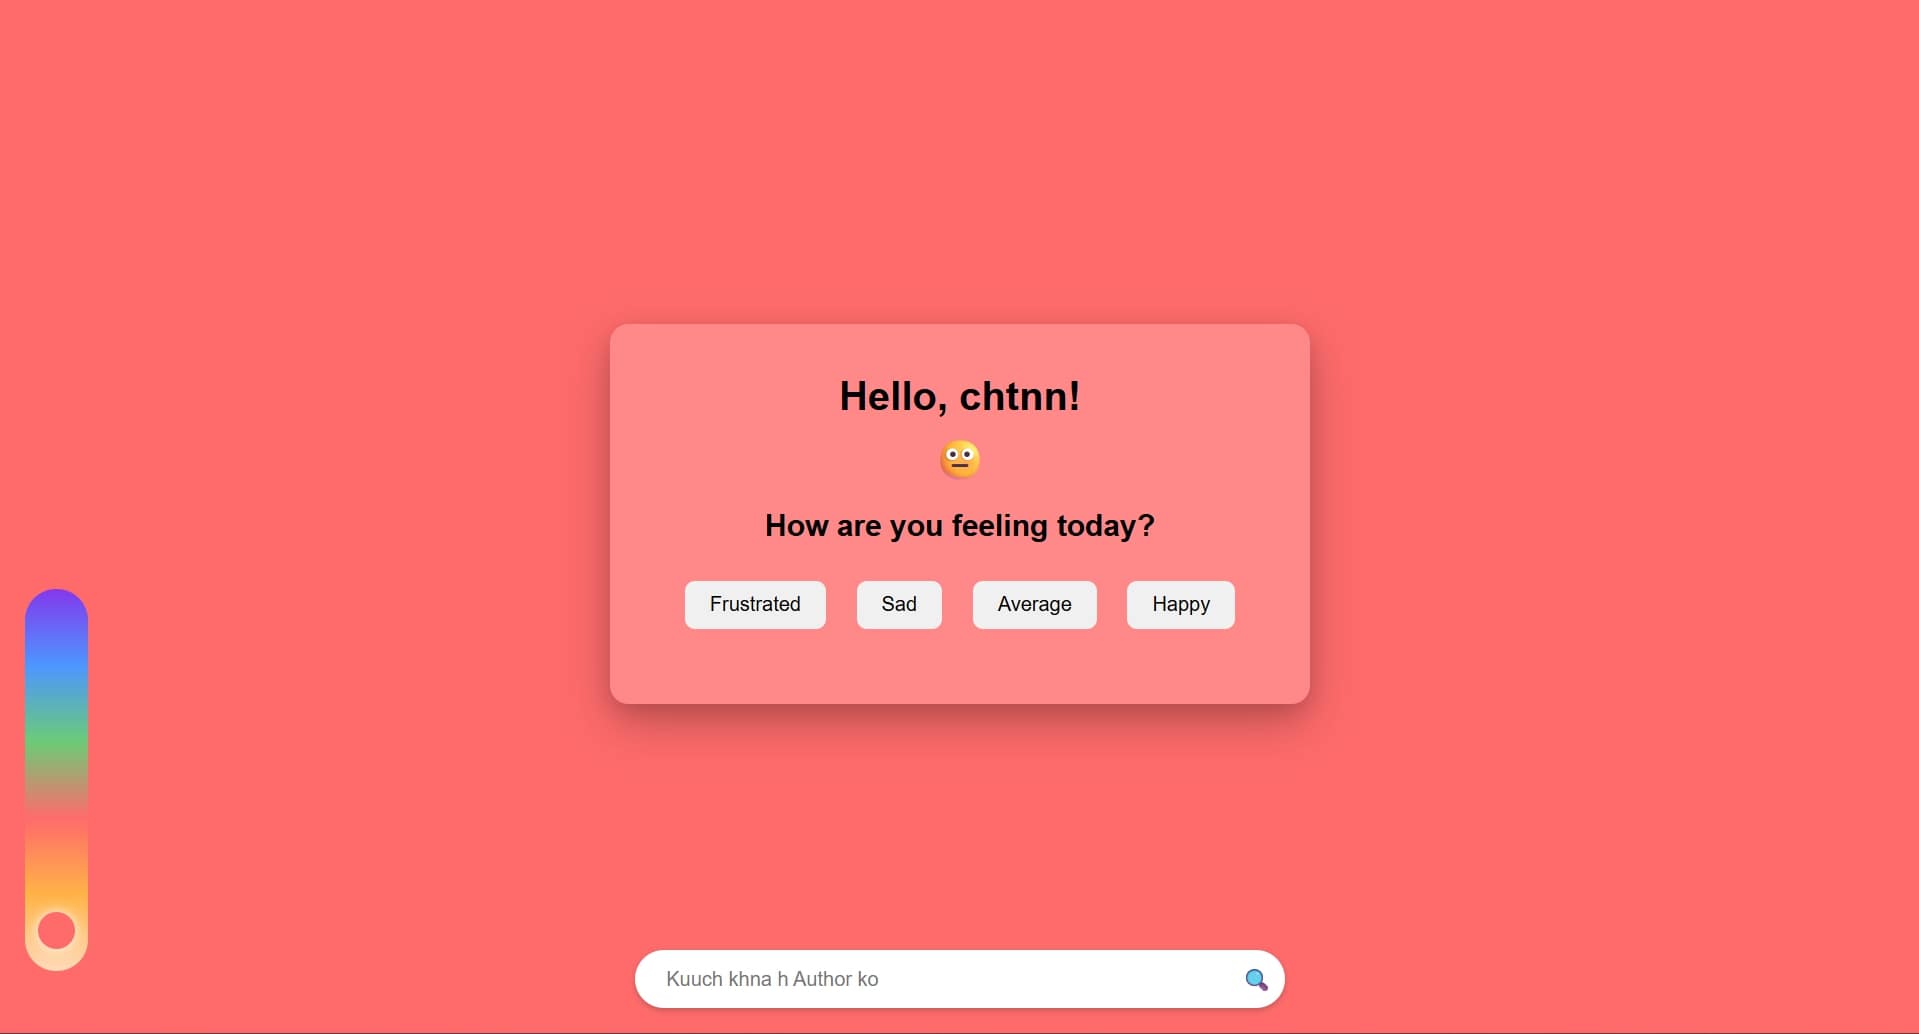 Hello, chtnn!
How are you feeling today?
Frustrated Sad Average Happy
Kuuch khna h Author ko